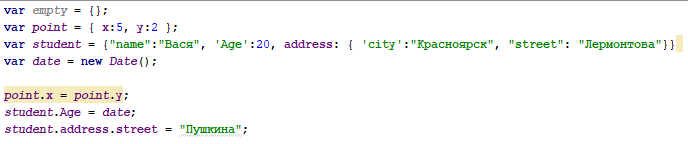 var empty = {};
var point = { x:5, y:2 };
var student = {"name":"Вася", 'Age':20, address: { 'city':"Красноярск", "street": "Лермонтова"}}
var date = new Date();
point.x = point.y;
student.Age = date;
student.address.street = "Пушкина";